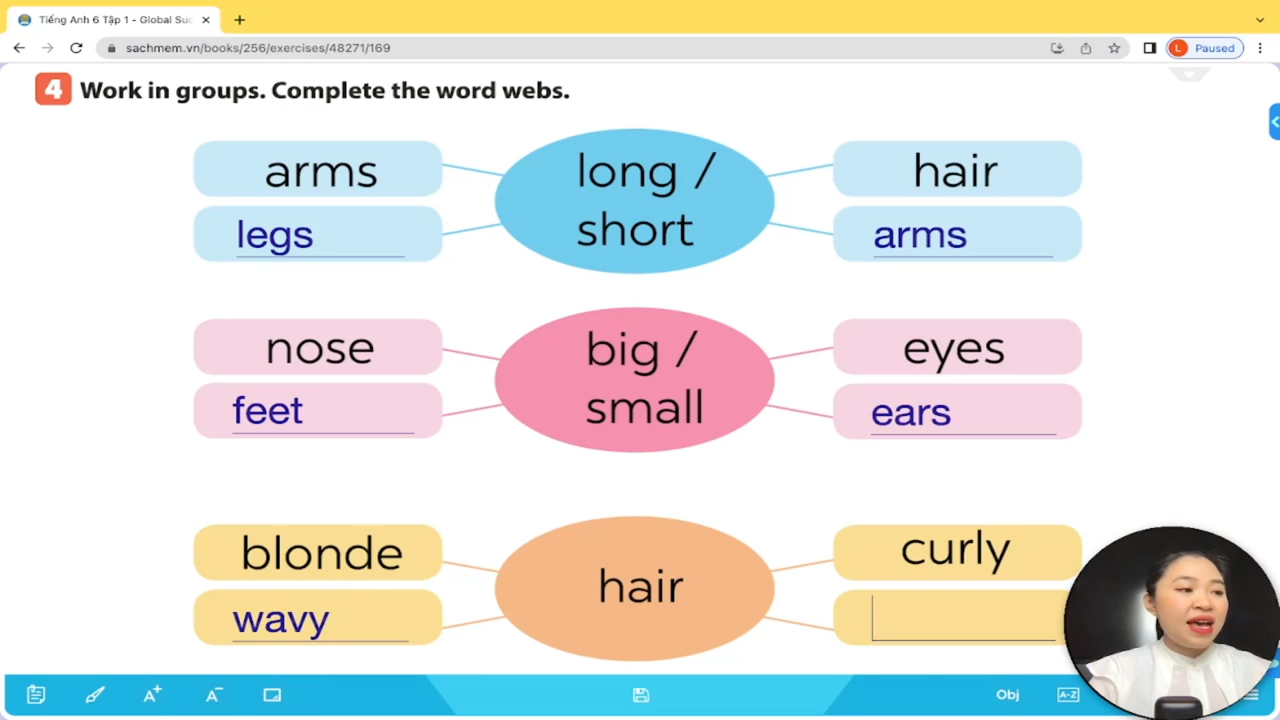 Tiếng Anh 6 Tập 1 - Global Suc
sachmem.vn/books/256/exercises/48271/169
L Paused
4 Work in groups. Complete the word webs.
arms
long /
short
hair
legs
arms
nose
big /
small
eyes
feet
ears
blonde
hair
curly
wavy
A+ A-
Obj A-Z